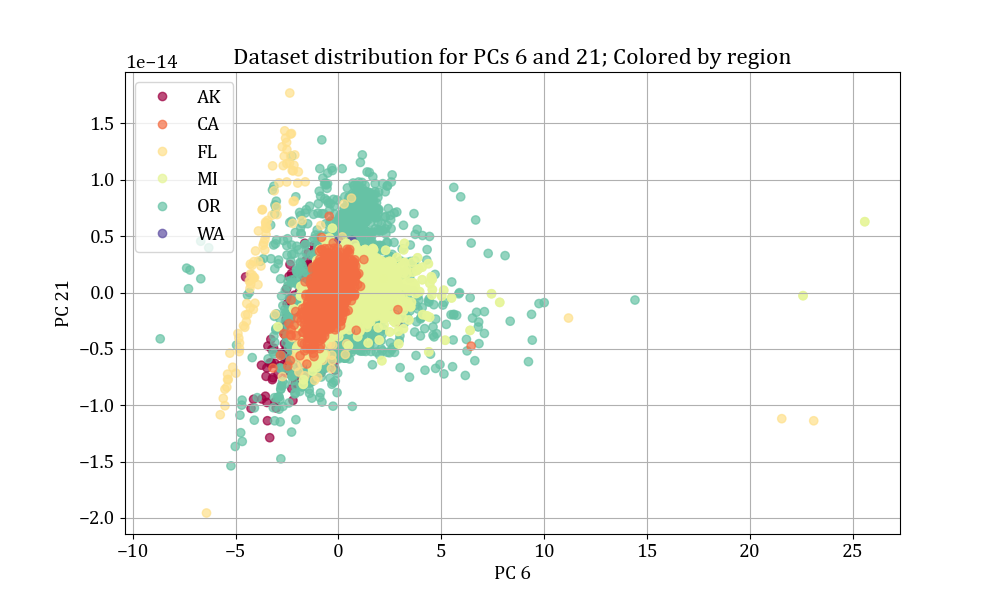 Dataset distribution for PCs 6 and 21; Colored by region
1e−14
AK
CA
FL
MI
OR
WA
1.5
1.0
0.5
0.0
−0.5
−1.0
−1.5
−2.0
PC 21
−10 −5 0 5 10 15 20 25
PC 6